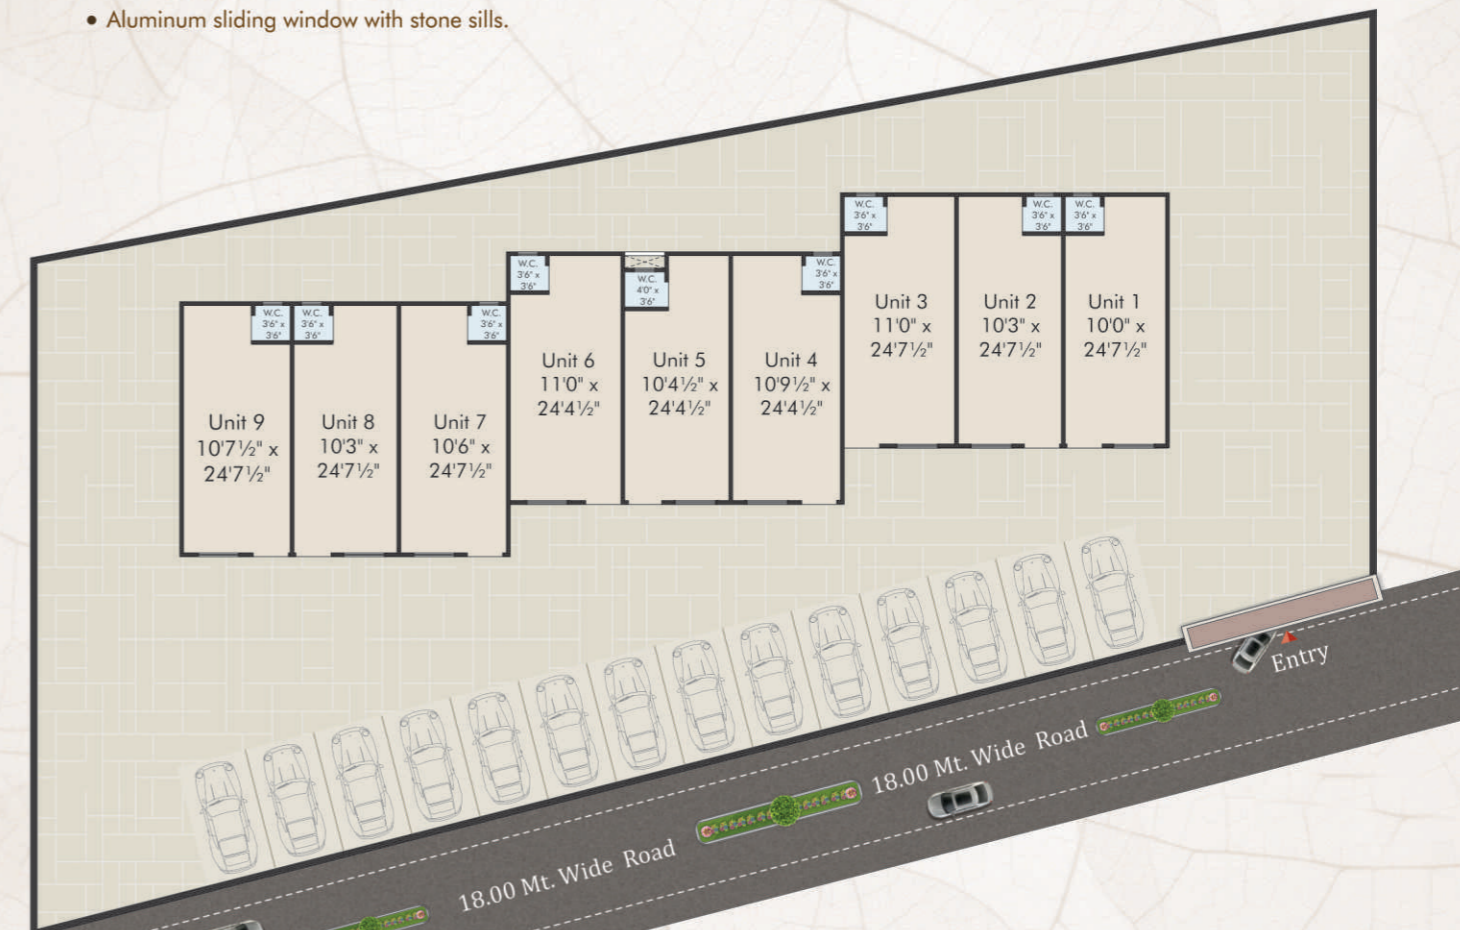 • Aluminum sliding window with stone sills.
W.C.
3'6" x
3'6"
W.C.
3'6" x
3'6"
W.C.
3'6" x
3'6"
Unit 3
11'0" x
24'7½"
Unit 2
10'3" x
24'7½"
Unit 1
10'0" x
24'7½"
W.C.
3'6" x
3'6"
W.C.
4'0" x
3'6"
W.C.
3'6" x
3'6"
Unit 6
11'0" x
24'4½"
Unit 5
10'4½" x
24'4½"
Unit 4
10'9½" x
24'4½"
W.C.
3'6" x
3'6"
W.C.
3'6" x
3'6"
W.C.
3'6" x
3'6"
Unit 9
10'7½" x
24'7½"
Unit 8
10'3" x
24'7½"
Unit 7
10'6" x
24'7½"
Entry
18.00 Mt. Wide Road
18.00 Mt. Wide Road